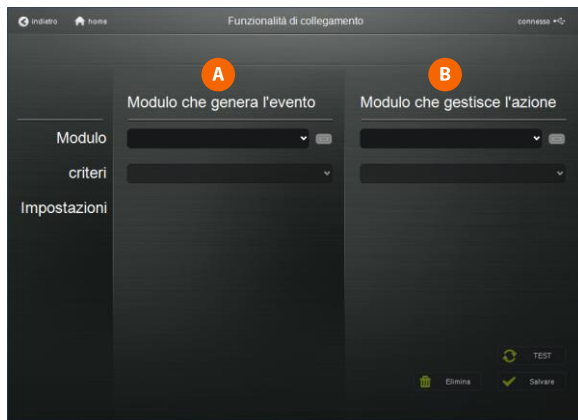 indietro home Funzionalità di collegamento connesso
A B
Modulo che genera l'evento Modulo che gestisce l'azione
Modulo
criteri
Impostazioni
TEST
Elimina Salvare